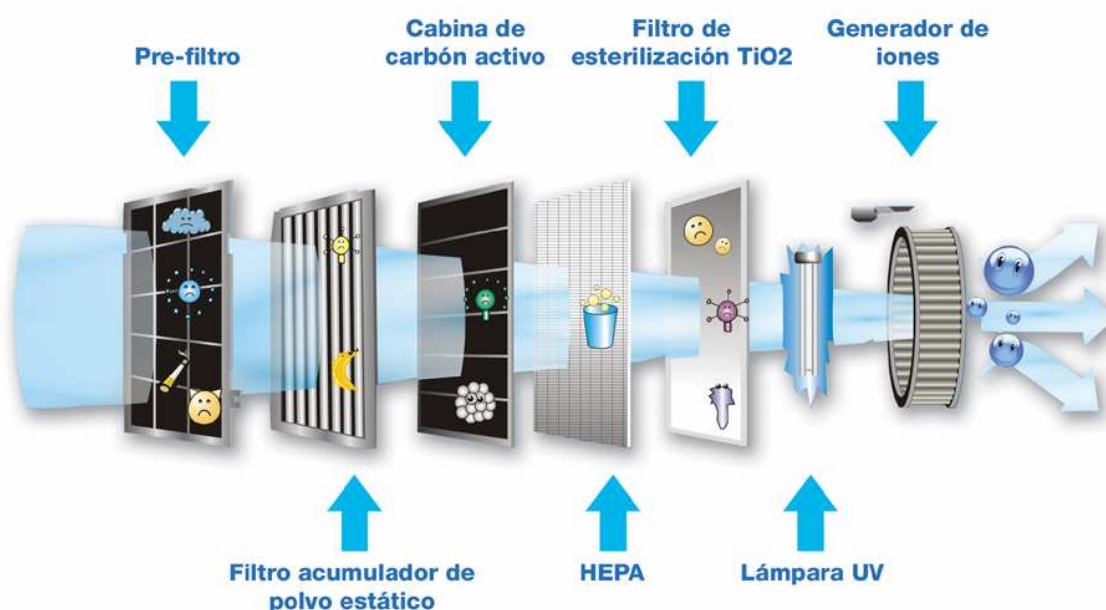 Pre-filtro
Cabina de
carbón activo
Filtro de
esterilización TiO2
Generador de
iones
Filtro acumulador de
polvo estático
HEPA
Lámpara UV